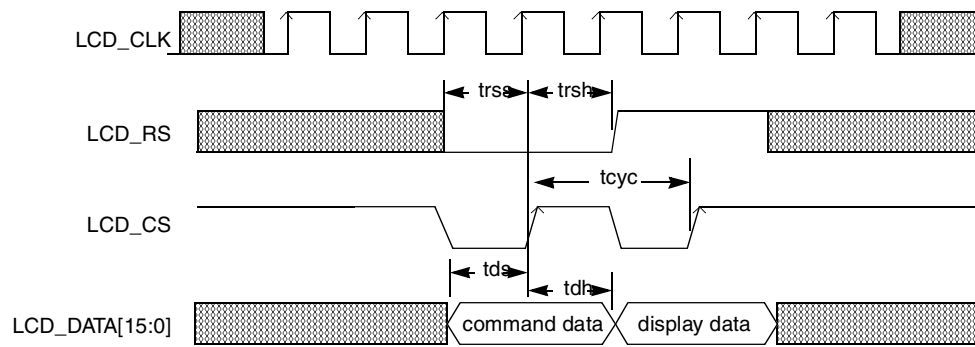 LCD_CLK
trss trsh
LCD_RS
tcyc
LCD_CS
tds
tdh
LCD_DATA[15:0] command data display data